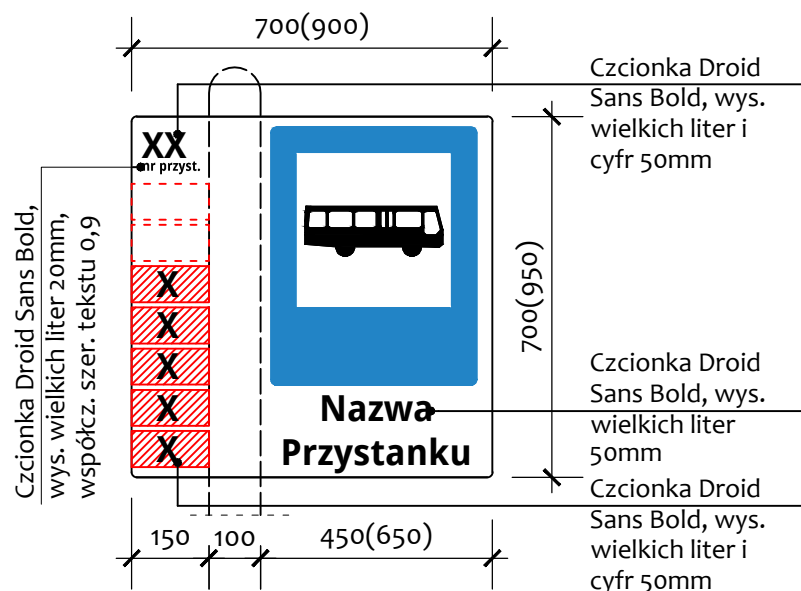 700(900)
Czcionka Droid
Sans Bold, wys.
wielkich liter i
cyfr 50mm
XX
nr przyst.
Czcionka Droid Sans Bold,
wys. wielkich liter 20mm,
współcz. szer. tekstu 0,9
X
X
X
X
X
700(950)
Nazwa
Przystanku
Czcionka Droid
Sans Bold, wys.
wielkich liter
50mm
Czcionka Droid
Sans Bold, wys.
wielkich liter i
cyfr 50mm
150
100
450(650)